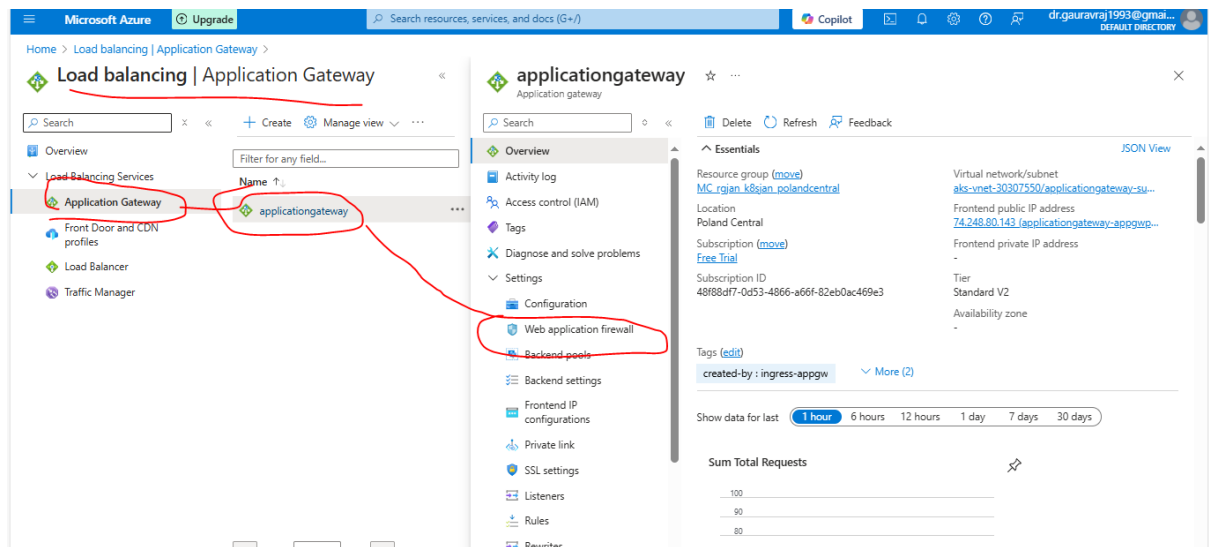 Microsoft Azure
Upgrade
Search resources, services, and docs (G+/)
Copilot
dr.gauravraj1993@gmai...
DEFAULT DIRECTORY
Home > Load balancing | Application Gateway >
Load balancing | Application Gateway
Search
Create
Manage view
Overview
Load Balancing Services
Application Gateway
Front Door and CDN
profiles
Load Balancer
Traffic Manager
Filter for any field...
Name ↑↓
applicationgateway
applicationgateway
Application gateway
Search
Overview
Activity log
Access control (IAM)
Tags
Diagnose and solve problems
Settings
Configuration
Web application firewall
Backend pools
Backend settings
Frontend IP
configurations
Private link
SSL settings
Listeners
Rules
Rewrites
Delete
Refresh
Feedback
Essentials
JSON View
Resource group (move)
MC_rgjan_k8sjan_polandcentral
Location
Poland Central
Subscription (move)
Free Trial
Subscription ID
48f88df7-0d53-4866-a66f-82eb0ac469e3
Virtual network/subnet
aks-vnet-30307550/applicationgateway-su...
Frontend public IP address
74.248.80.143 (applicationgateway-appgwp...
Frontend private IP address
-
Tier
Standard V2
Availability zone
-
Tags (edit)
created-by : ingress-appgw
More (2)
Show data for last
1 hour
6 hours
12 hours
1 day
7 days
30 days
Sum Total Requests
100
90
80